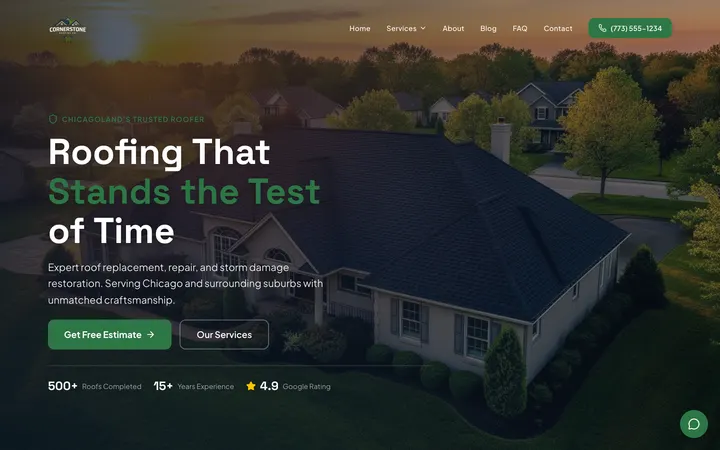 CORNERSTONE
Home
Services
About
Blog
FAQ
Contact
(773) 555-1234
CHICAGOLAND'S TRUSTED ROOFER
Roofing That
Stands the Test
of Time
Expert roof replacement, repair, and storm damage
restoration. Serving Chicago and surrounding suburbs with
unmatched craftsmanship.
Get Free Estimate
Our Services
500+ Roofs Completed
15+ Years Experience
4.9 Google Rating